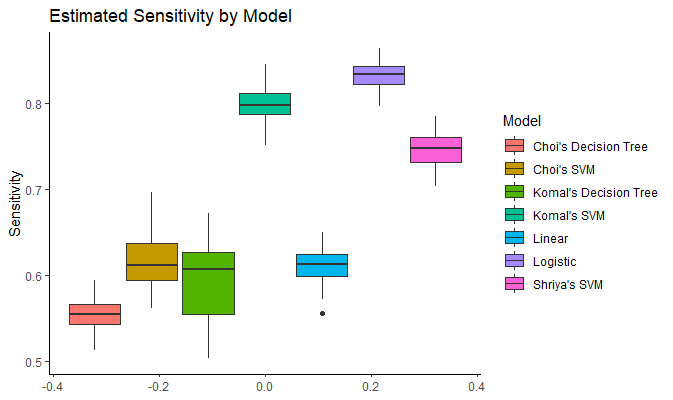 Estimated Sensitivity by Model
Sensitivity
0.8
0.7
0.6
0.5
-0.4
-0.2
0.0
0.2
0.4
Model
Choi's Decision Tree
Choi's SVM
Komal's Decision Tree
Komal's SVM
Linear
Logistic
Shriya's SVM